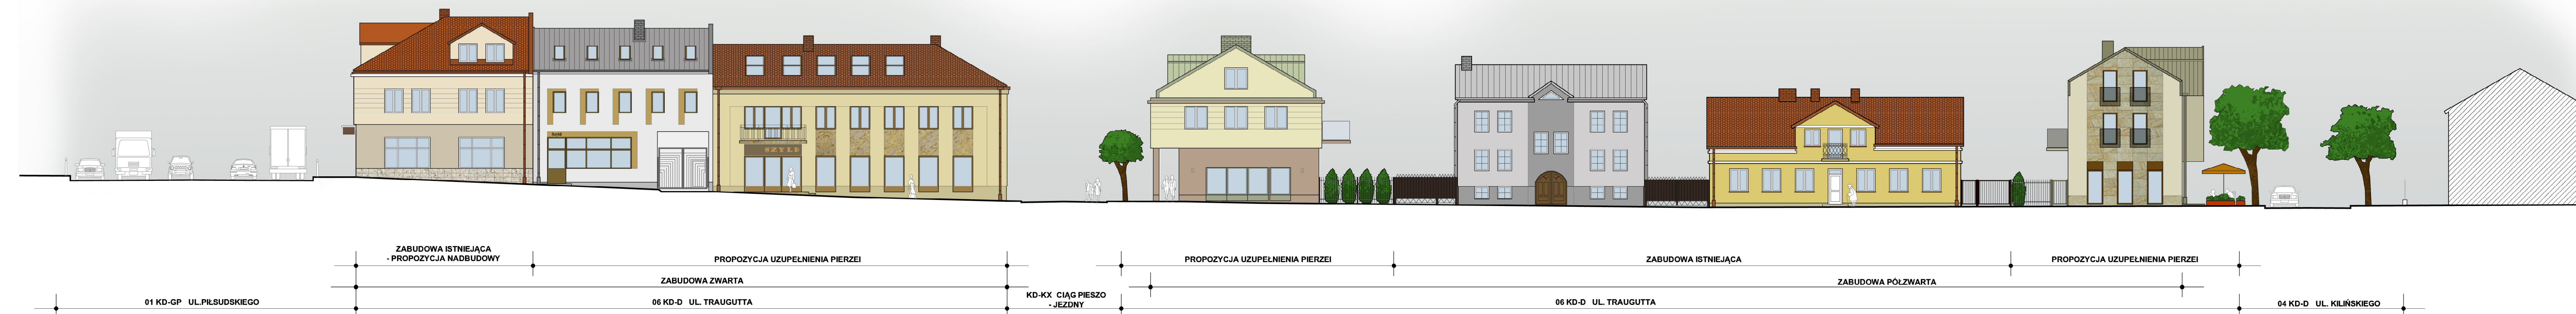 SZYLD
ZABUDOWA ISTNIEJĄCA
- PROPOZYCJA NADBUDOWY
PROPOZYCJA UZUPEŁNIENIA PIERZEI
PROPOZYCJA UZUPEŁNIENIA PIERZEI
ZABUDOWA ISTNIEJĄCA
PROPOZYCJA UZUPEŁNIENIA PIERZEI
ZABUDOWA ZWARTA
ZABUDOWA PÓŁZWARTA
01 KD-GP UL.PIŁSUDSKIEGO
06 KD-D UL. TRAUGUTTA
KD-KX CIĄG PIESZO
- JEZDNY
06 KD-D UL. TRAUGUTTA
04 KD-D UL. KILIŃSKIEGO